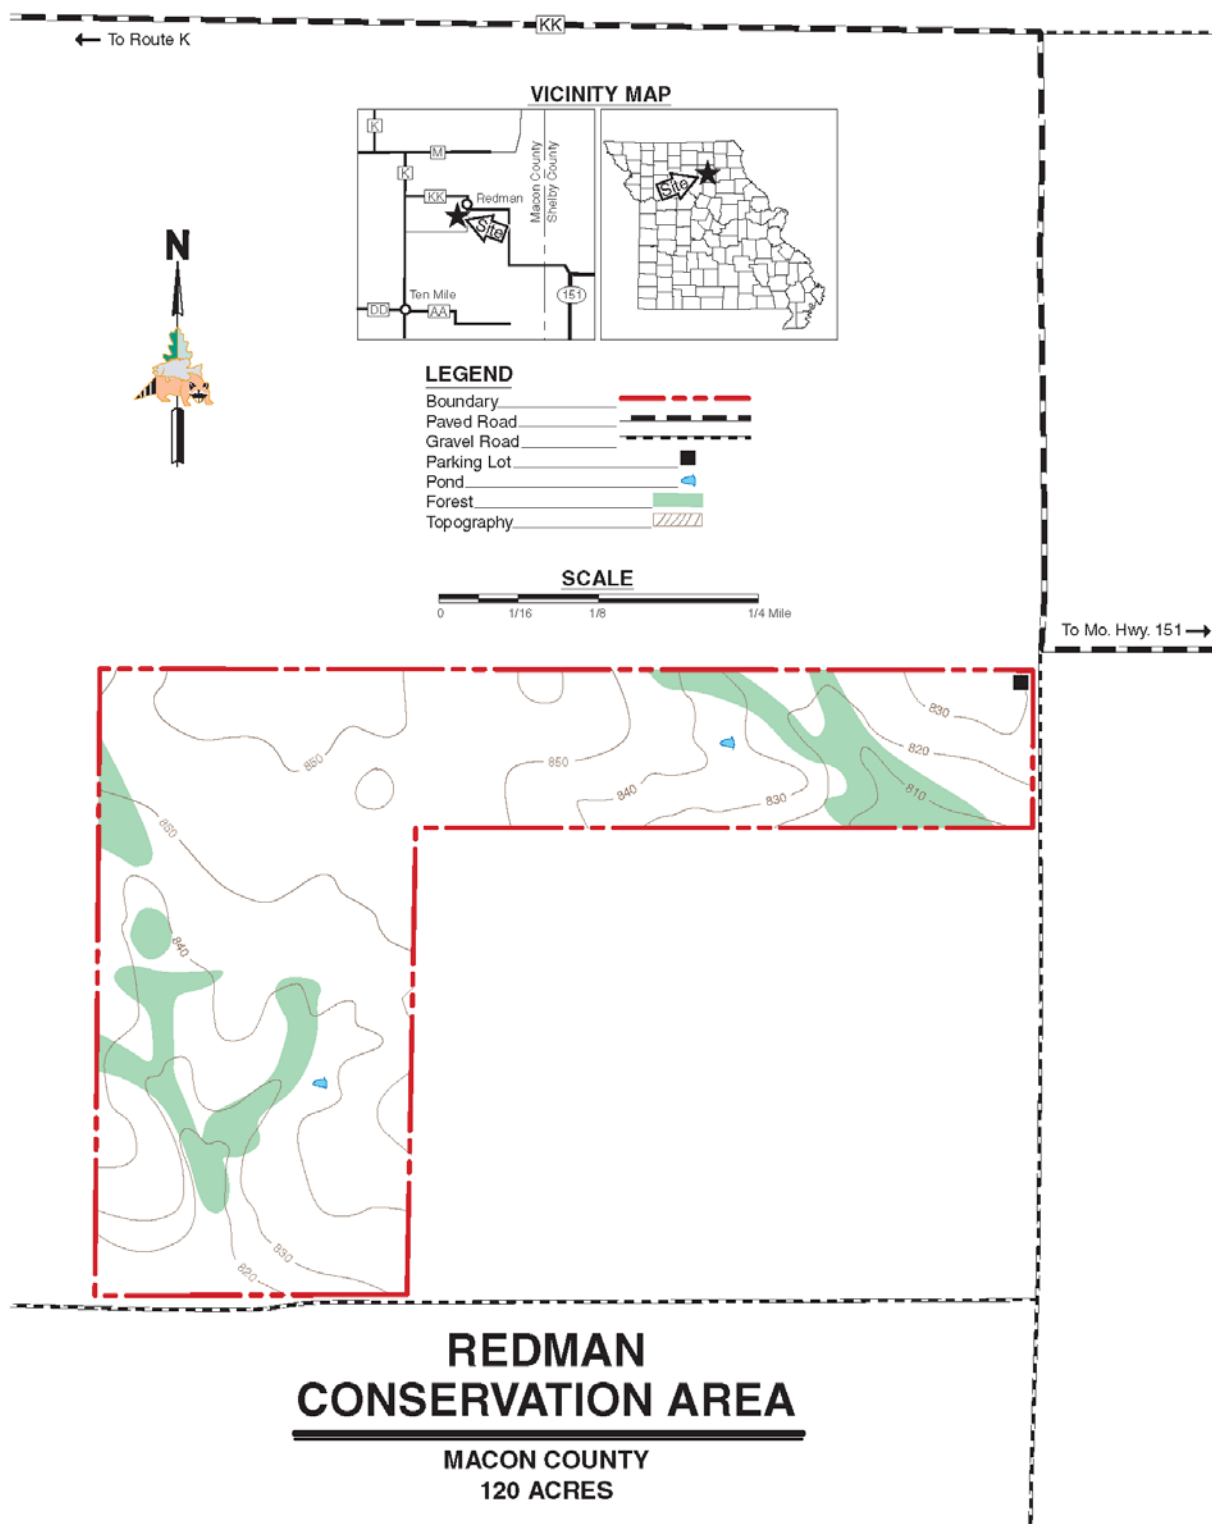 KK
← To Route K
VICINITY MAP
K
M
K
KK
Redman
Site
Macon County
Shelby County
Ten Mile
DD
AA
151
Site
N
LEGEND
Boundary
Paved Road
Gravel Road
Parking Lot
Pond
Forest
Topography
SCALE
0 1/16 1/8 1/4 Mile
To Mo. Hwy. 151 →
830
820
860
850
840
830
810
850
840
830
820
REDMAN
CONSERVATION AREA
MACON COUNTY
120 ACRES